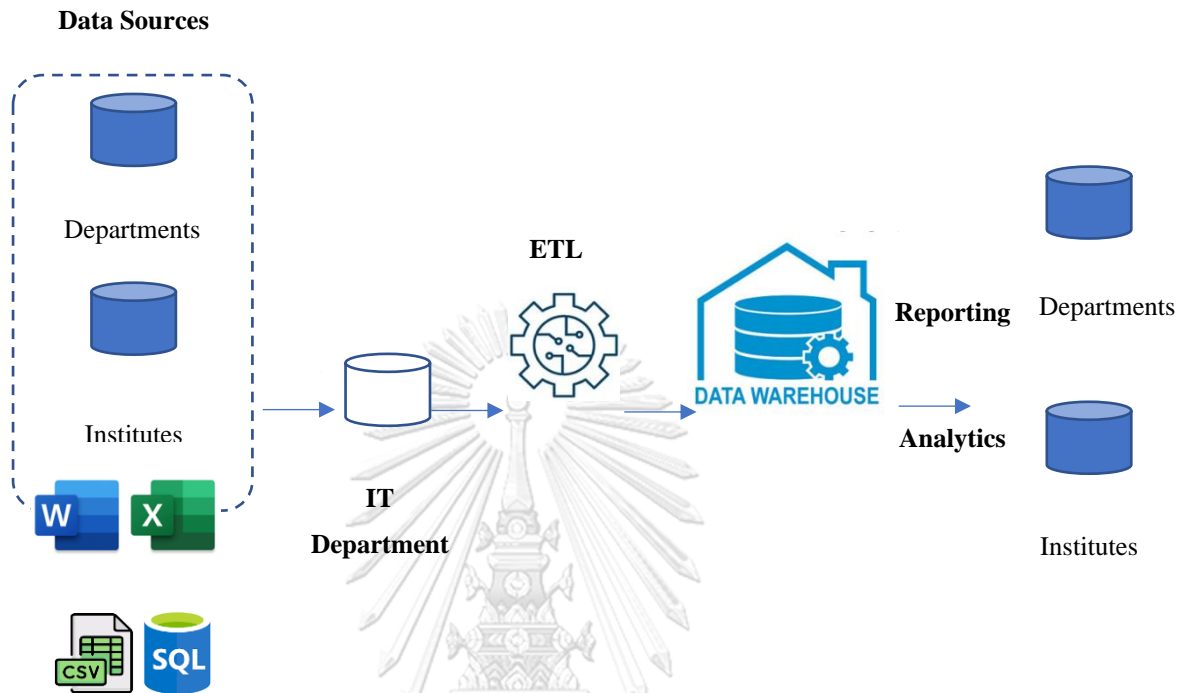 Data Sources
Departments
Institutes
W
X
CSV
SQL
IT
Department
ETL
DATA WAREHOUSE
Reporting
Analytics
Departments
Institutes